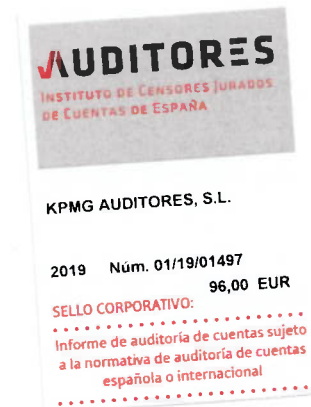 AUDITORES
INSTITUTO DE CENSORES JURADOS
DE CUENTAS DE ESPAÑA
KPMG AUDITORES, S.L.
2019 Núm. 01/19/01497
96,00 EUR
SELLO CORPORATIVO:
Informe de auditoría de cuentas sujeto
a la normativa de auditoría de cuentas
española o internacional